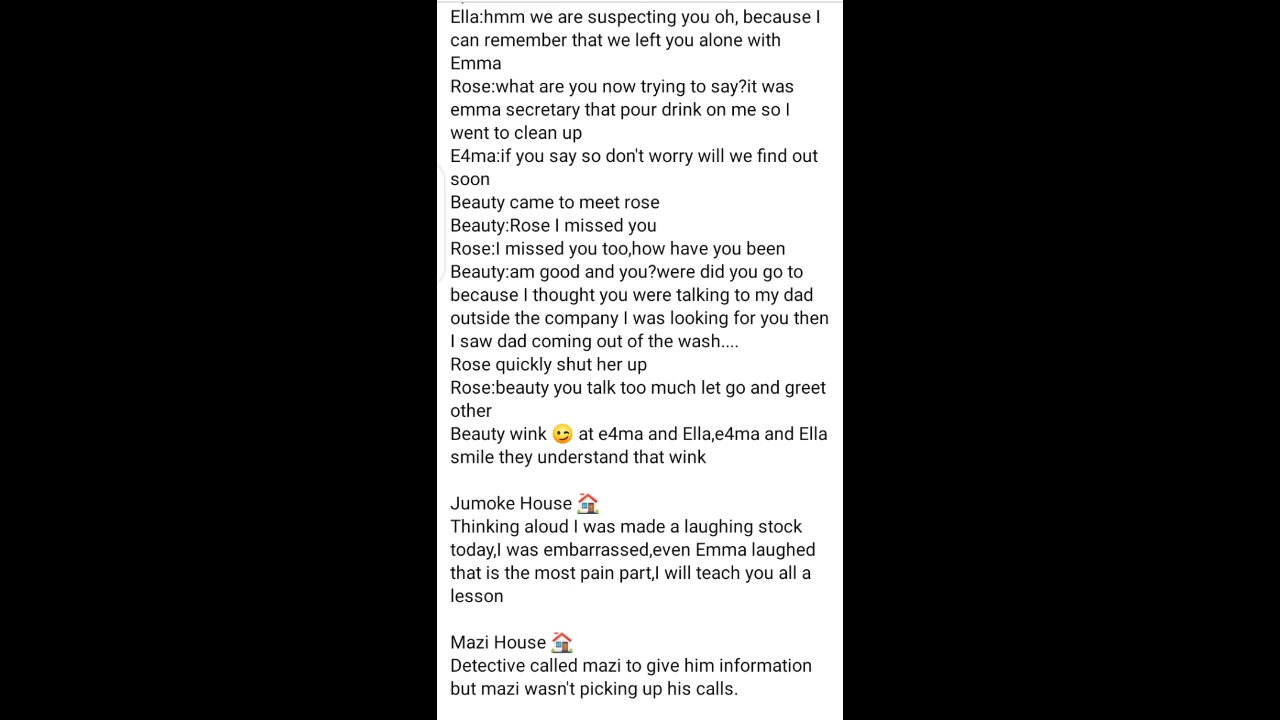 Ella:hmm we are suspecting you oh, because I
can remember that we left you alone with
Emma
Rose:what are you now trying to say?it was
emma secretary that pour drink on me so I
went to clean up
E4ma:if you say so don't worry will we find out
soon
Beauty came to meet rose
Beauty:Rose I missed you
Rose:I missed you too,how have you been
Beauty:am good and you?were did you go to
because I thought you were talking to my dad
outside the company I was looking for you then
I saw dad coming out of the wash....
Rose quickly shut her up
Rose:beauty you talk too much let go and greet
other
Beauty wink 😉 at e4ma and Ella,e4ma and Ella
smile they understand that wink
Jumoke House 🏠
Thinking aloud I was made a laughing stock
today,I was embarrassed,even Emma laughed
that is the most pain part,I will teach you all a
lesson
Mazi House 🏠
Detective called mazi to give him information
but mazi wasn't picking up his calls.